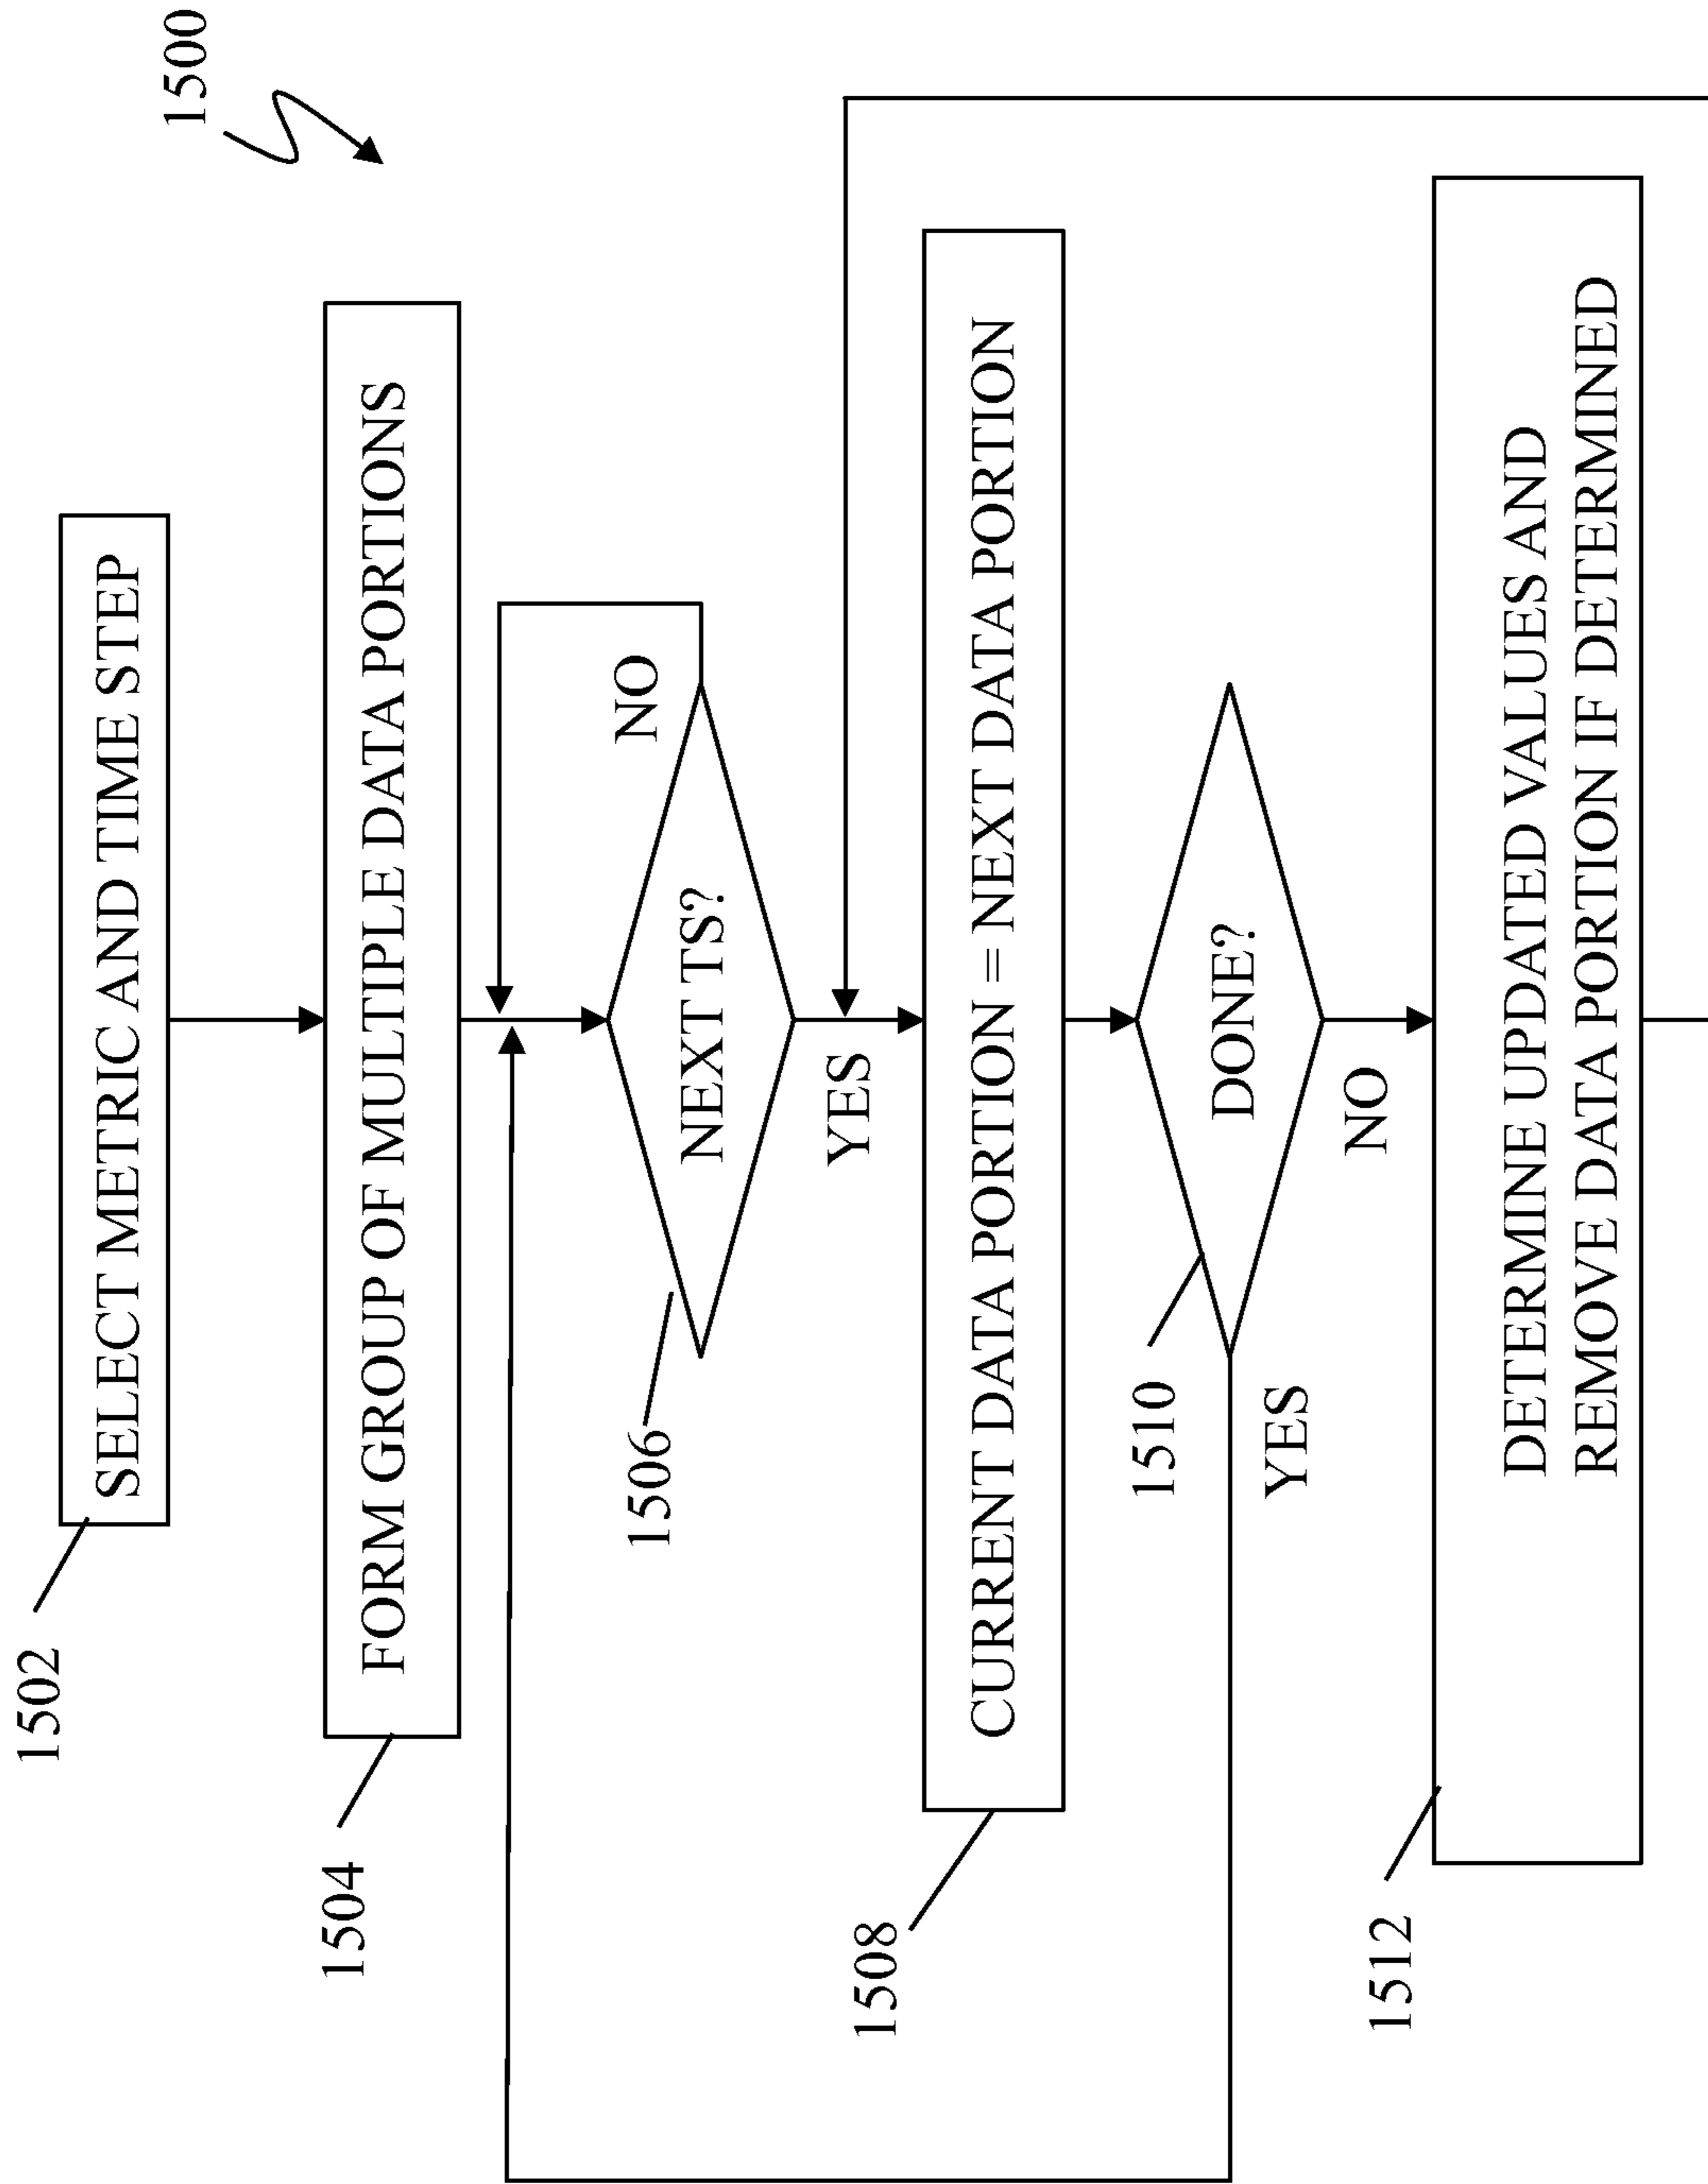 1500
1502
SELECT METRIC AND TIME STEP
1504
FORM GROUP OF MULTIPLE DATA PORTIONS
NO
1506
NEXT TS?
YES
1508
CURRENT DATA PORTION = NEXT DATA PORTION
1510
DONE?
YES
NO
1512
DETERMINE UPDATED VALUES AND
REMOVE DATA PORTION IF DETERMINED